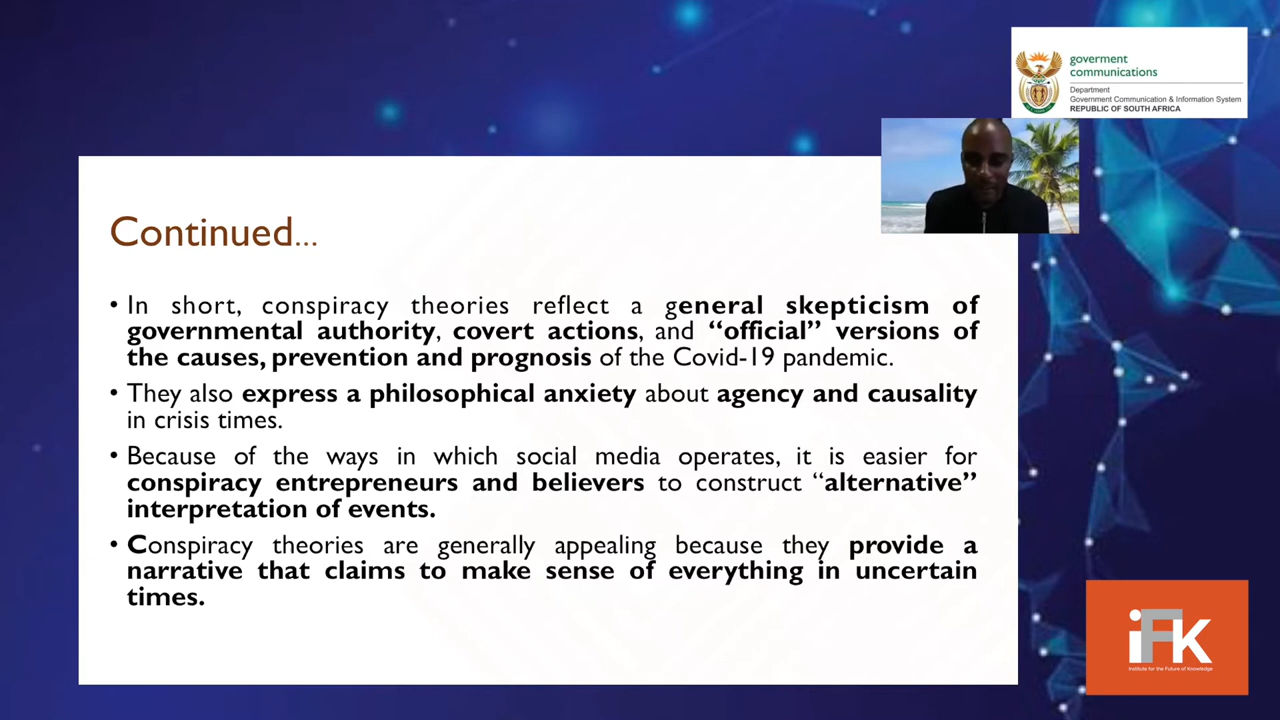 goverment
communications
Department
Government Communication & Information System
REPUBLIC OF SOUTH AFRICA
Continued...
• In short, conspiracy theories reflect a general skepticism of
governmental authority, covert actions, and “official” versions of
the causes, prevention and prognosis of the Covid-19 pandemic.
• They also express a philosophical anxiety about agency and causality
in crisis times.
• Because of the ways in which social media operates, it is easier for
conspiracy entrepreneurs and believers to construct “alternative”
interpretation of events.
• Conspiracy theories are generally appealing because they provide a
narrative that claims to make sense of everything in uncertain
times.
iFK
Institute for the Future of Knowledge